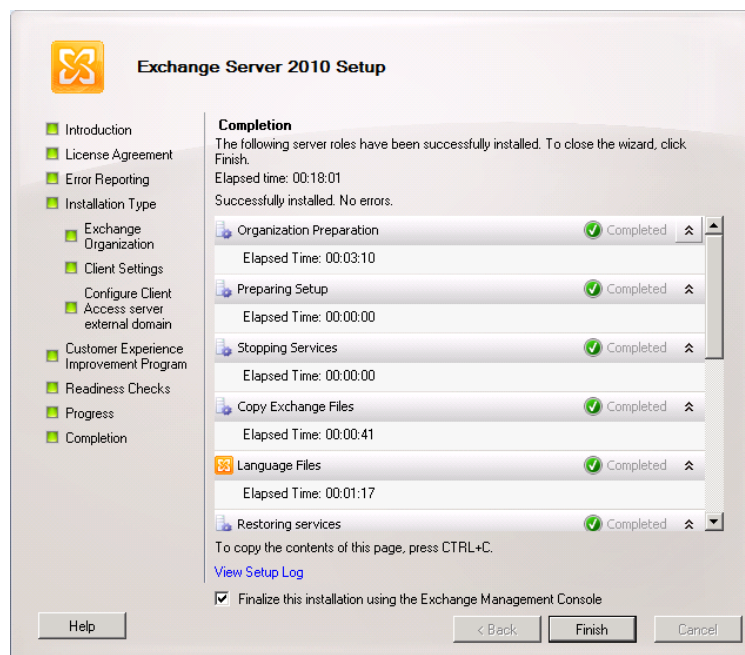 Exchange Server 2010 Setup
Introduction
License Agreement
Error Reporting
Installation Type
Exchange
Organization
Client Settings
Configure Client
Access server
external domain
Customer Experience
Improvement Program
Readiness Checks
Progress
Completion
Completion
The following server roles have been successfully installed. To close the wizard, click
Finish.
Elapsed time: 00:18:01
Successfully installed. No errors.
Organization Preparation Completed
Elapsed Time: 00:03:10
Preparing Setup Completed
Elapsed Time: 00:00:00
Stopping Services Completed
Elapsed Time: 00:00:00
Copy Exchange Files Completed
Elapsed Time: 00:00:41
Language Files Completed
Elapsed Time: 00:01:17
Restoring services Completed
To copy the contents of this page, press CTRL+C.
View Setup Log
Finalize this installation using the Exchange Management Console
Help < Back Finish Cancel